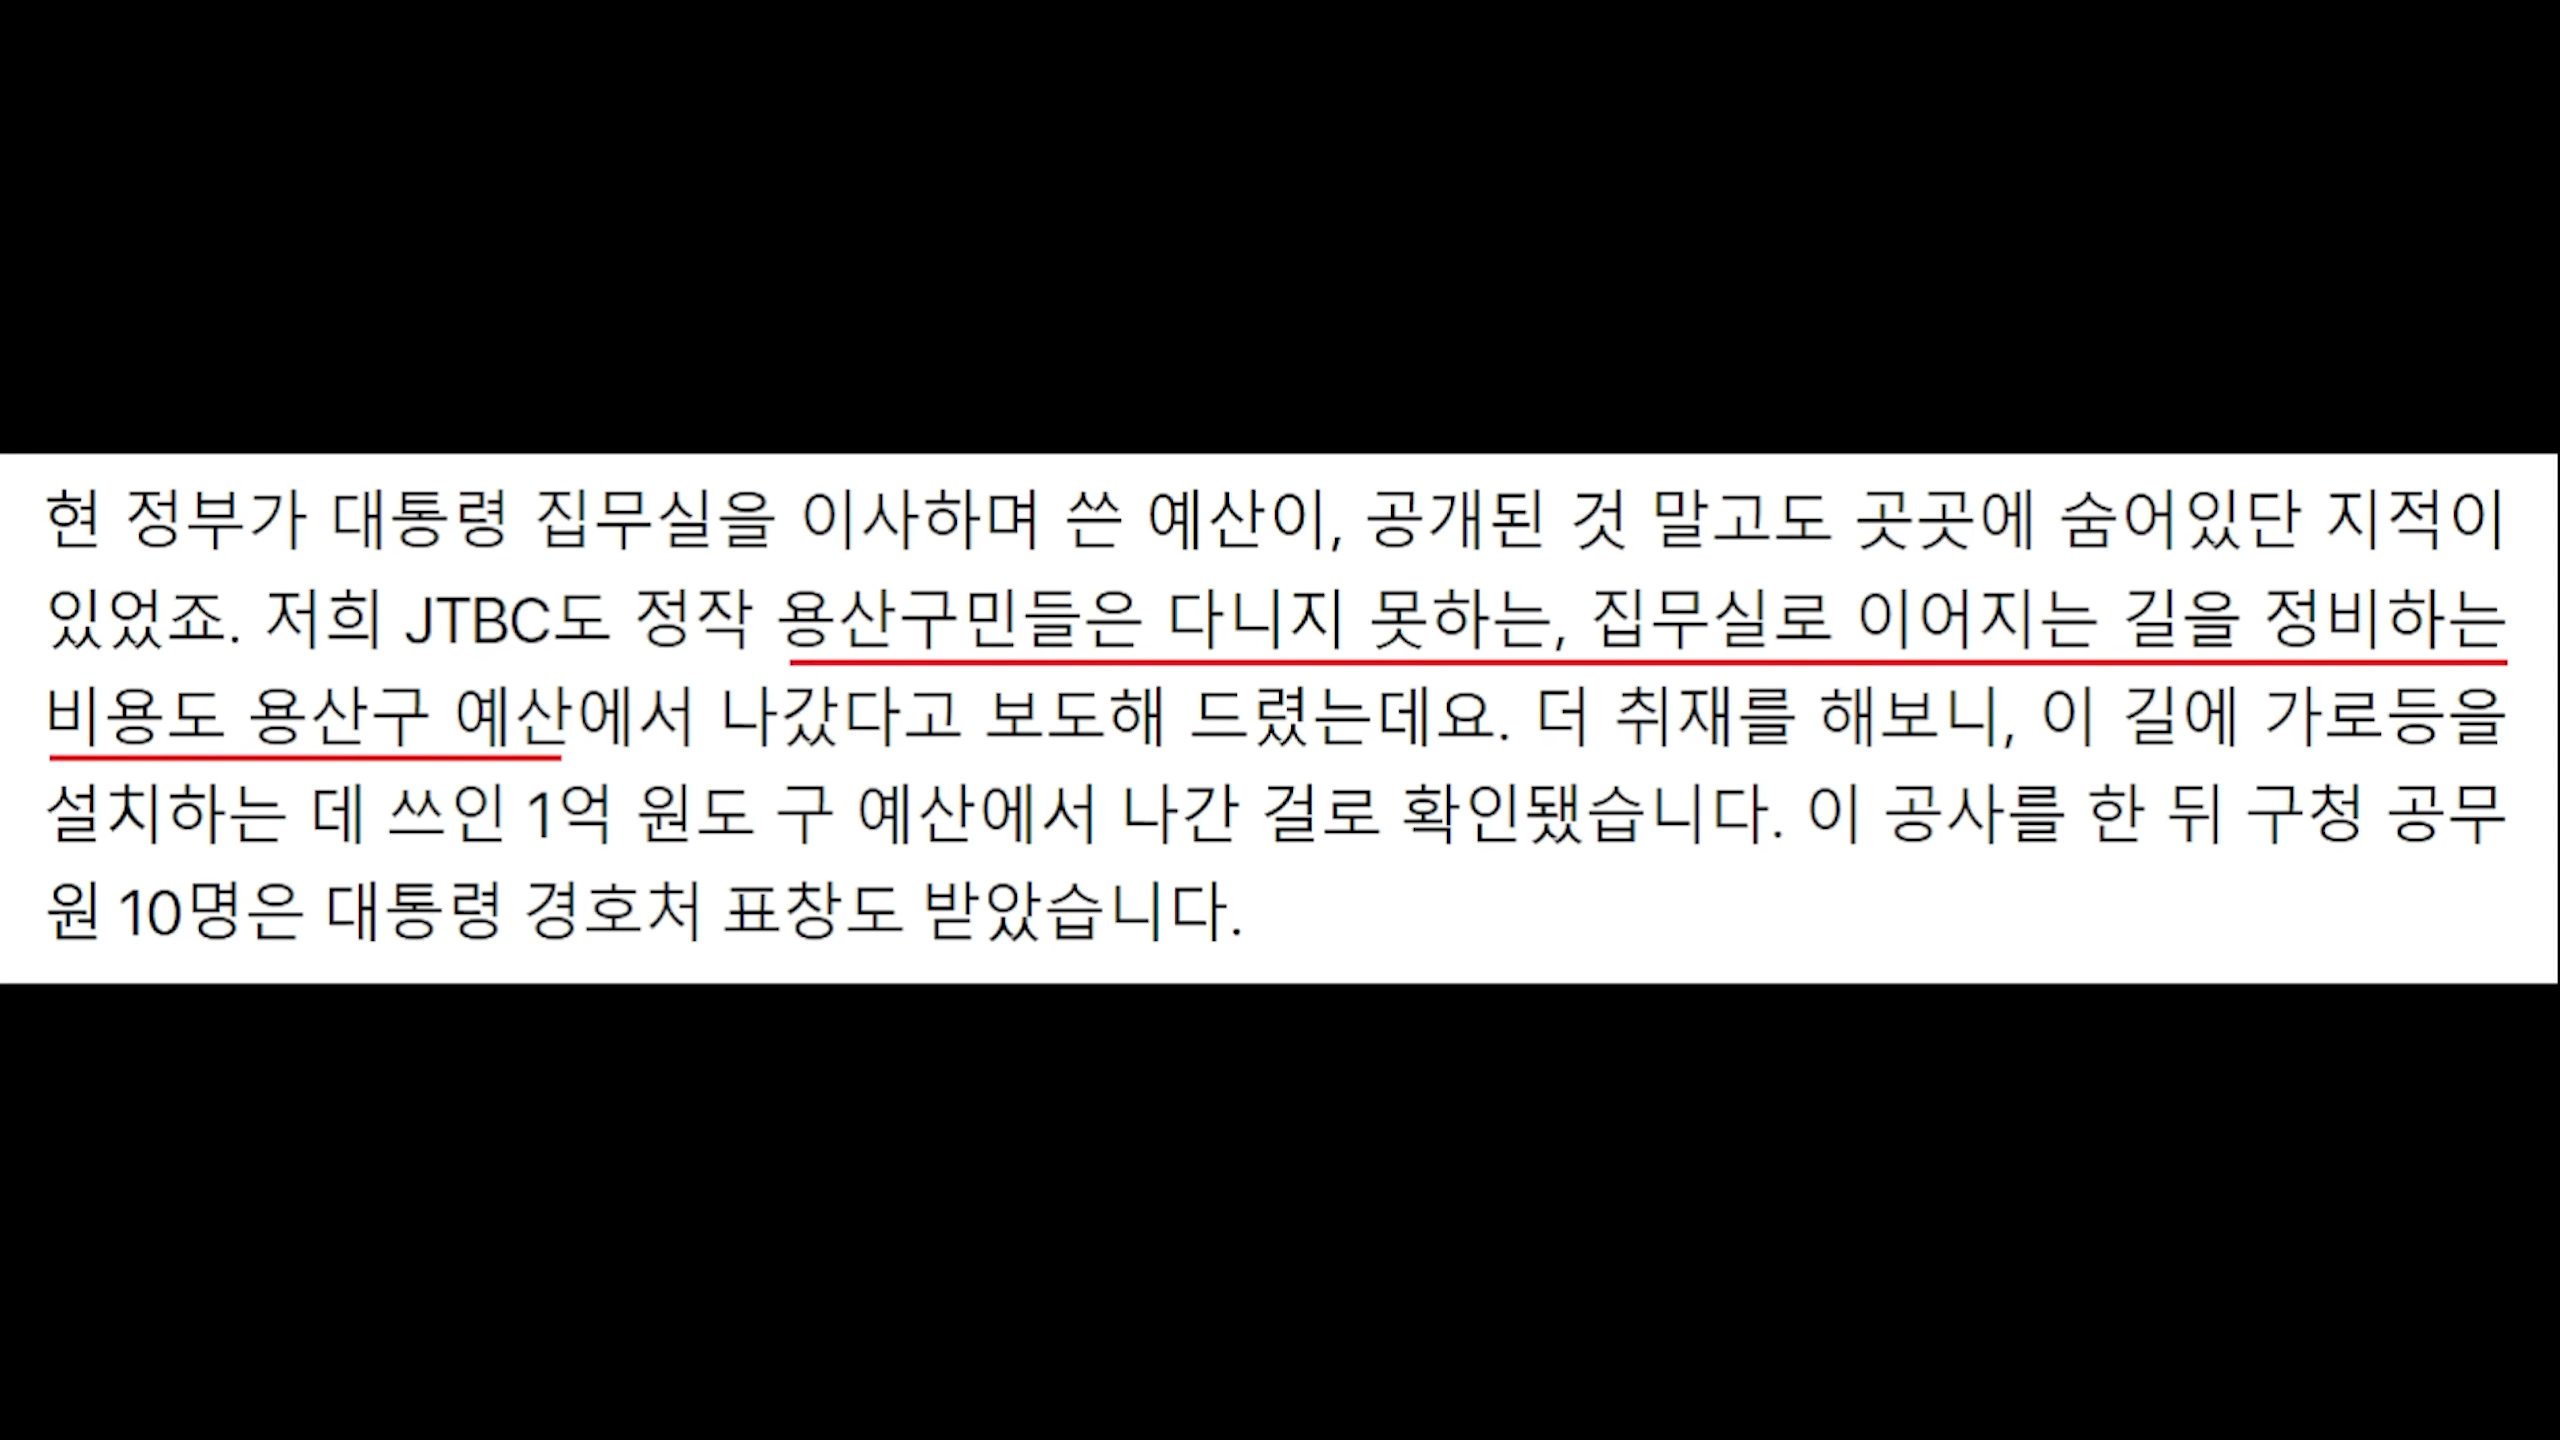 현 정부가 대통령 집무실을 이사하며 쓴 예산이, 공개된 것 말고도 곳곳에 숨어있단 지적이
있었죠. 저희 JTBC도 정작 용산구민들은 다니지 못하는, 집무실로 이어지는 길을 정비하는
비용도 용산구 예산에서 나갔다고 보도해 드렸는데요. 더 취재를 해보니, 이 길에 가로등을
설치하는 데 쓰인 1억 원도 구 예산에서 나간 걸로 확인됐습니다. 이 공사를 한 뒤 구청 공무
원 10명은 대통령 경호처 표창도 받았습니다.